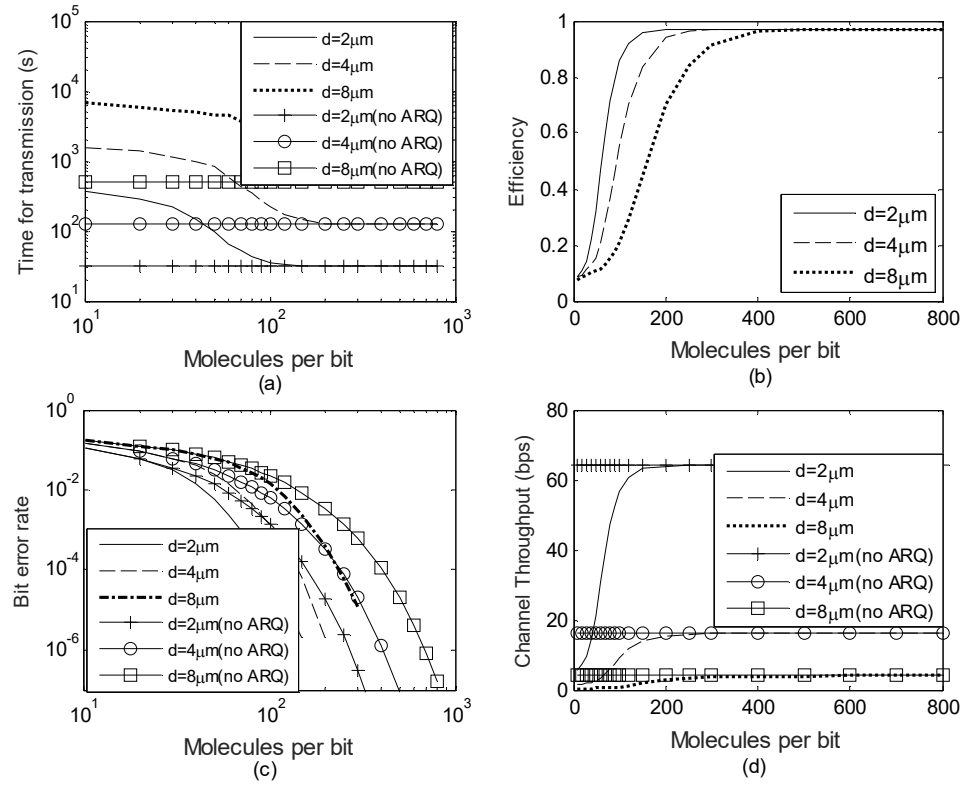 10^5
10^4
10^3
10^2
10^1
Time for transmission (s)
d=2μm
d=4μm
d=8μm
d=2μm(no ARQ)
d=4μm(no ARQ)
d=8μm(no ARQ)
10^1 10^2 10^3
Molecules per bit
(a)
1
0.8
0.6
0.4
0.2
0
Efficiency
d=2μm
d=4μm
d=8μm
0 200 400 600 800
Molecules per bit
(b)
10^0
10^-2
10^-4
10^-6
Bit error rate
d=2μm
d=4μm
d=8μm
d=2μm(no ARQ)
d=4μm(no ARQ)
d=8μm(no ARQ)
10^1 10^2 10^3
Molecules per bit
(c)
80
60
40
20
0
Channel Throughput (bps)
d=2μm
d=4μm
d=8μm
d=2μm(no ARQ)
d=4μm(no ARQ)
d=8μm(no ARQ)
0 200 400 600 800
Molecules per bit
(d)